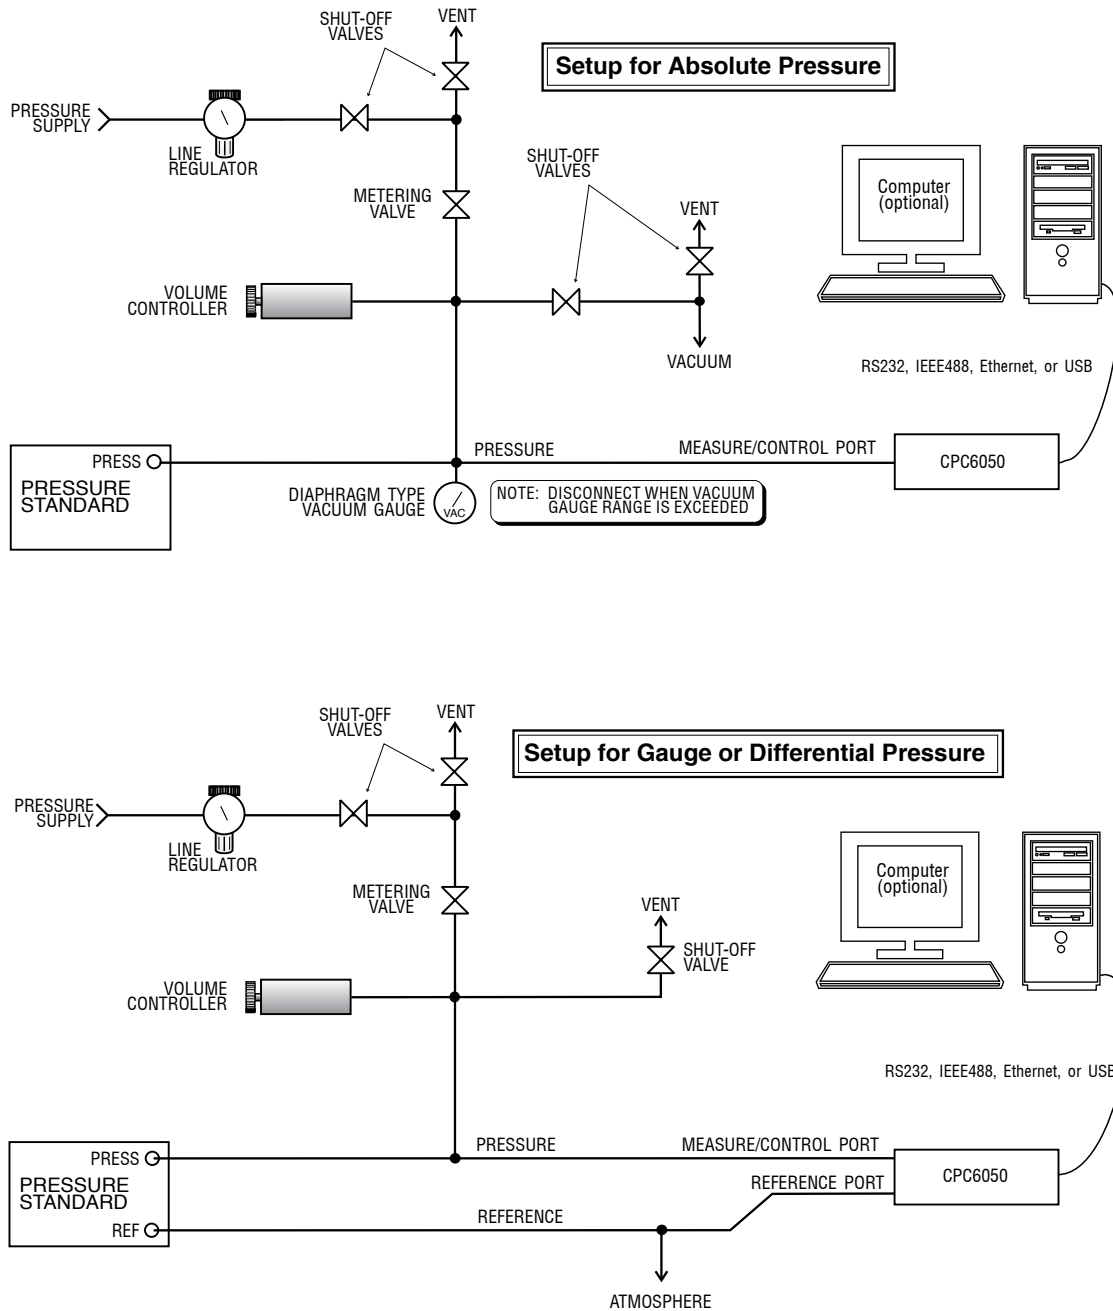 SHUT-OFF
VALVES
VENT
Setup for Absolute Pressure
PRESSURE
SUPPLY
LINE
REGULATOR
SHUT-OFF
VALVES
METERING
VALVE
VENT
Computer
(optional)
VOLUME
CONTROLLER
VACUUM
RS232, IEEE488, Ethernet, or USB
PRESS
PRESSURE
STANDARD
PRESSURE
MEASURE/CONTROL PORT
CPC6050
DIAPHRAGM TYPE
VACUUM GAUGE
VAC
NOTE: DISCONNECT WHEN VACUUM
GAUGE RANGE IS EXCEEDED
SHUT-OFF
VALVES
VENT
Setup for Gauge or Differential Pressure
PRESSURE
SUPPLY
LINE
REGULATOR
METERING
VALVE
VENT
SHUT-OFF
VALVE
Computer
(optional)
VOLUME
CONTROLLER
RS232, IEEE488, Ethernet, or USB
PRESS
PRESSURE
STANDARD
REF
PRESSURE
MEASURE/CONTROL PORT
REFERENCE PORT
CPC6050
REFERENCE
ATMOSPHERE